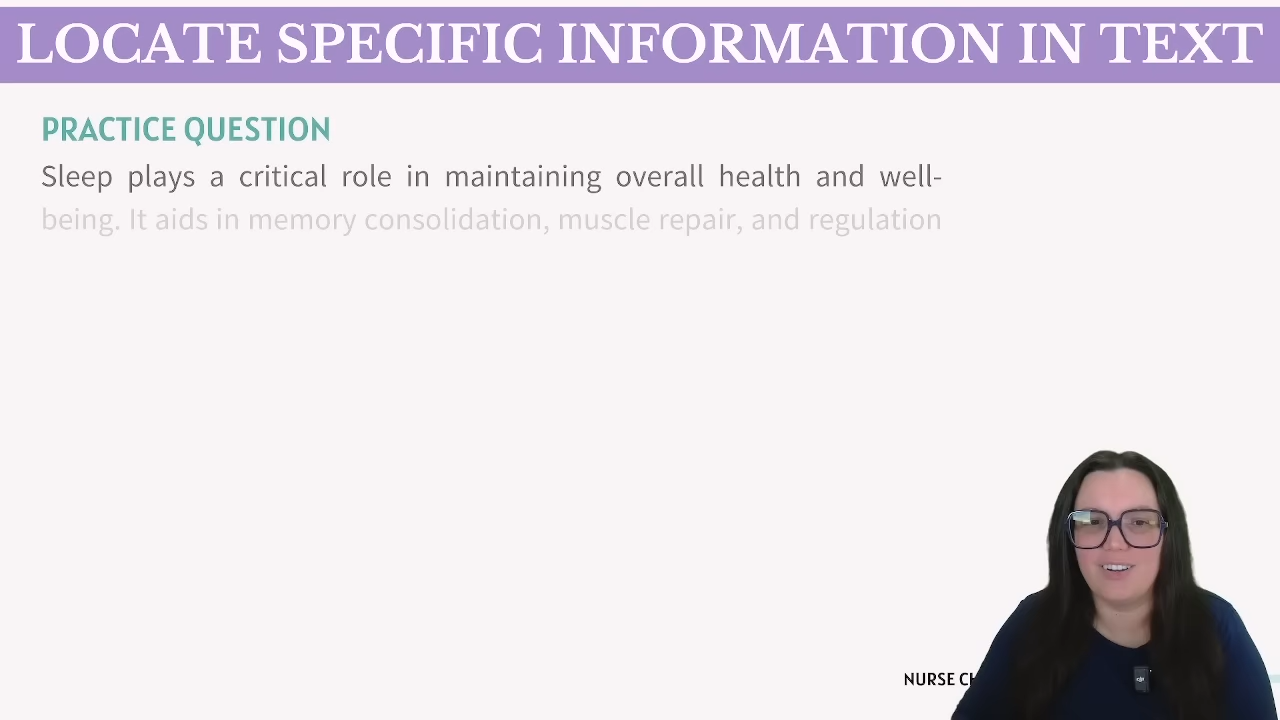 LOCATE SPECIFIC INFORMATION IN TEXT
PRACTICE QUESTION
Sleep plays a critical role in maintaining overall health and well-
being. It aids in memory consolidation, muscle repair, and regulation
NURSE